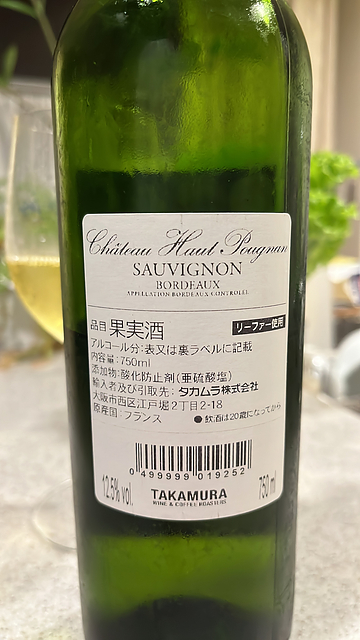 Château Haut Pougnan
SAUVIGNON
BORDEAUX
APPELLATION BORDEAUX CONTROLÉE
品目 果実酒 リーファー使用
アルコール分:表又は裏ラベルに記載
内容量:750ml
添加物:酸化防止剤(亜硫酸塩)
輸入者及び引取先:タカムラ株式会社
大阪市西区江戸堀2丁目2-18
原産国:フランス ●飲酒は20歳になってから
0 499999 019252
12.5% vol. TAKAMURA 750 ml
WINE & COFFEE ROASTERS